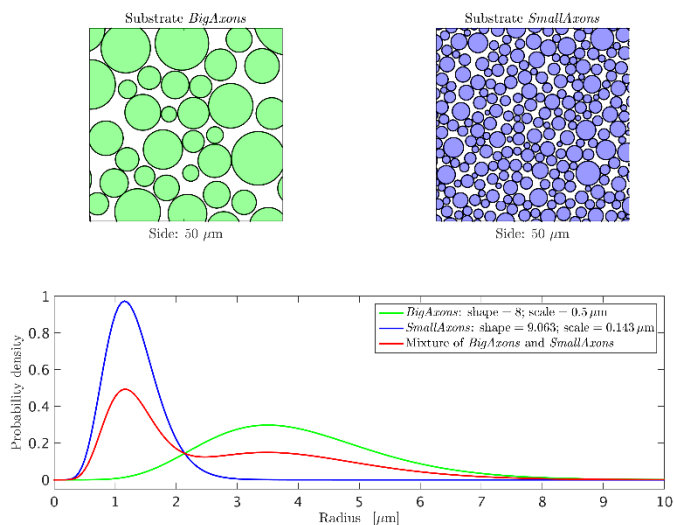 Substrate BigAxons
Substrate SmallAxons
Side: 50 μm
Side: 50 μm
Probability density
1
0.8
0.6
0.4
0.2
0
BigAxons: shape = 8; scale = 0.5 μm
SmallAxons: shape = 9.063; scale = 0.143 μm
Mixture of BigAxons and SmallAxons
0 1 2 3 4 5 6 7 8 9 10
Radius [μm]